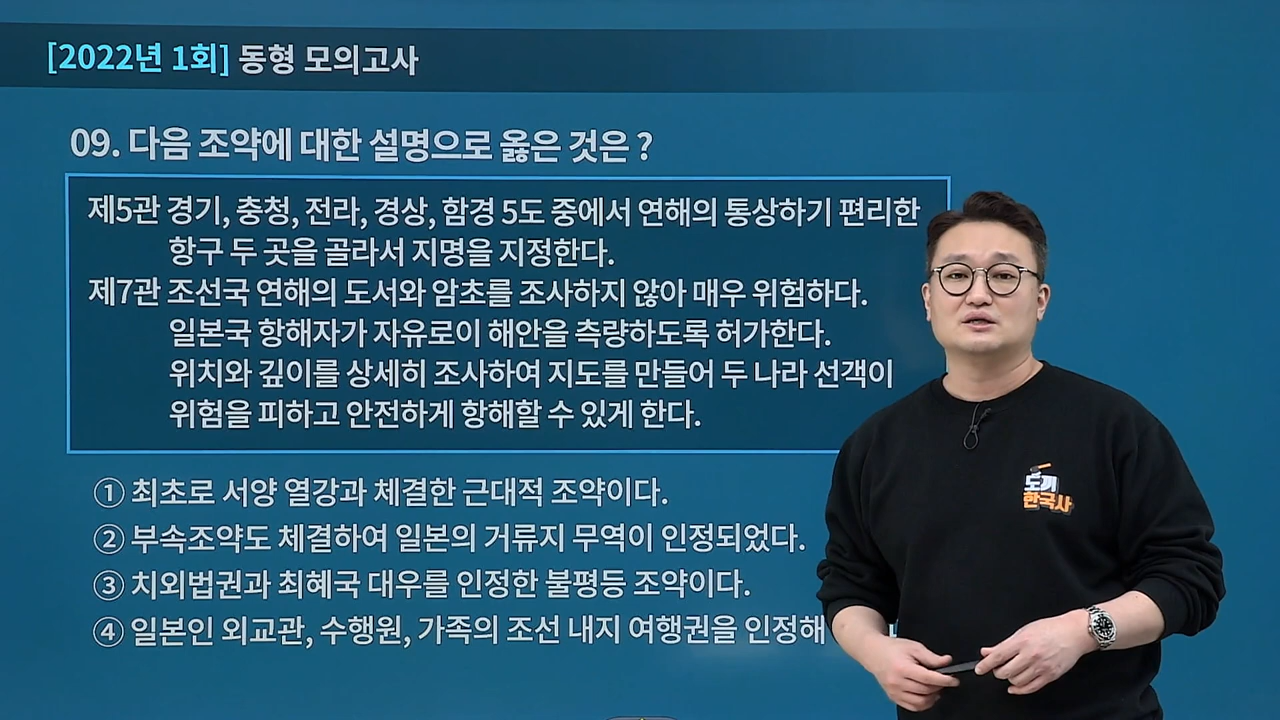 [2022년 1회] 동형 모의고사
09. 다음 조약에 대한 설명으로 옳은 것은 ?
제5관 경기, 충청, 전라, 경상, 함경 5도 중에서 연해의 통상하기 편리한
항구 두 곳을 골라서 지명을 지정한다.
제7관 조선국 연해의 도서와 암초를 조사하지 않아 매우 위험하다.
일본국 항해자가 자유로이 해안을 측량하도록 허가한다.
위치와 깊이를 상세히 조사하여 지도를 만들어 두 나라 선객이
위험을 피하고 안전하게 항해할 수 있게 한다.
① 최초로 서양 열강과 체결한 근대적 조약이다.
② 부속조약도 체결하여 일본의 거류지 무역이 인정되었다.
③ 치외법권과 최혜국 대우를 인정한 불평등 조약이다.
④ 일본인 외교관, 수행원, 가족의 조선 내지 여행권을 인정해
도끼
한국사